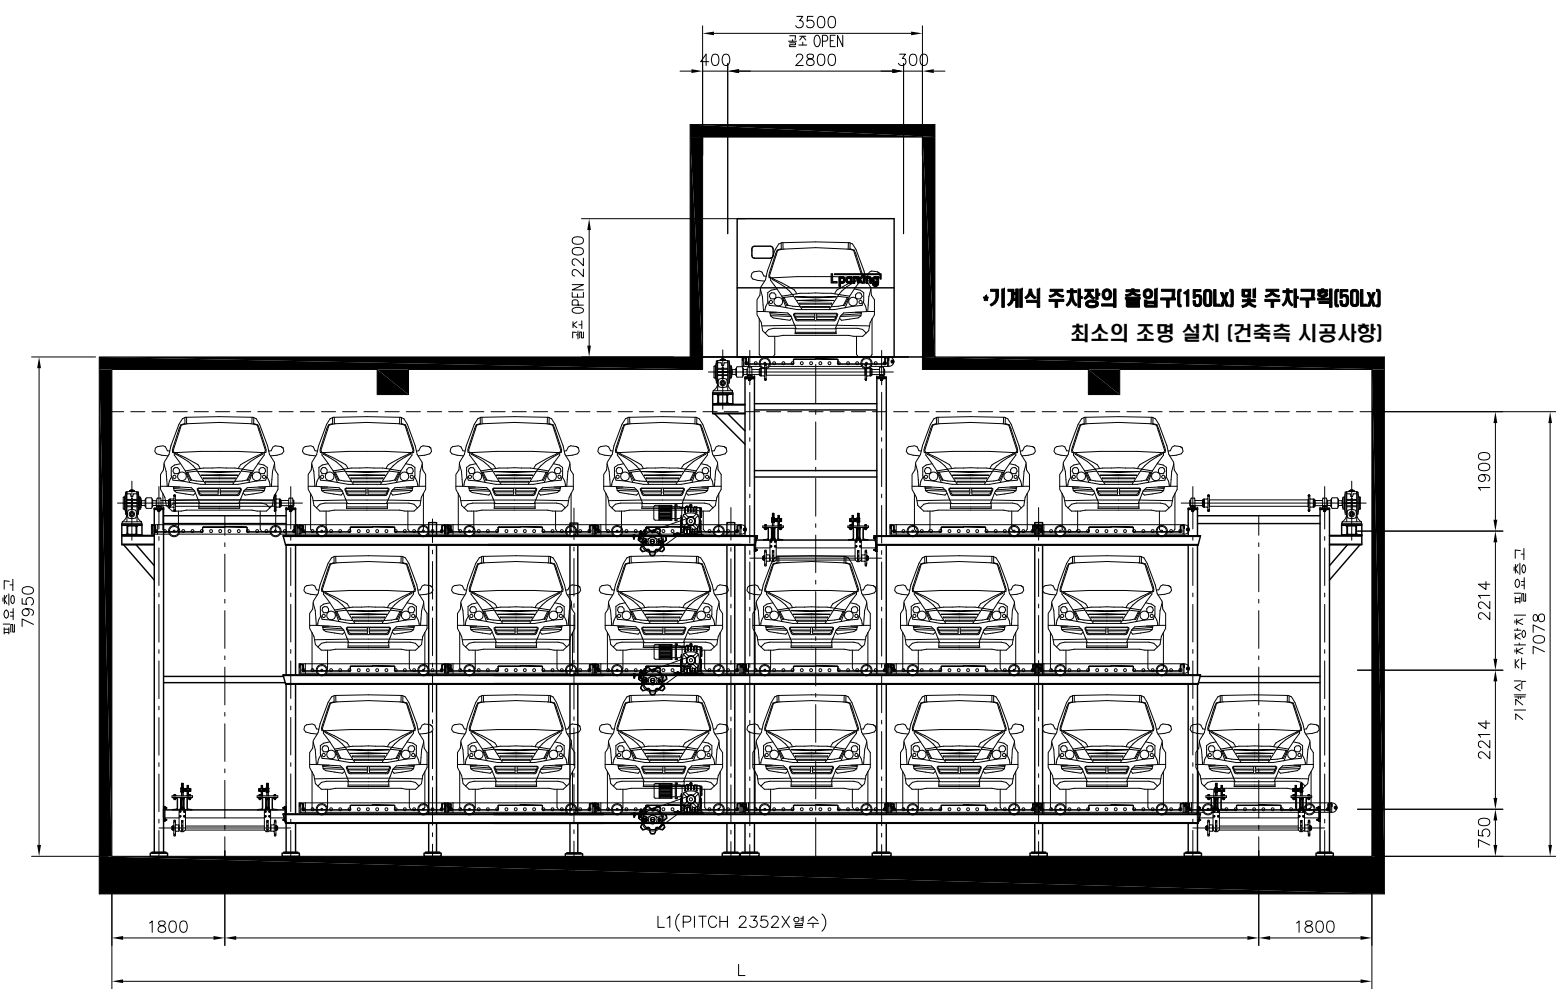 3500
골조 OPEN
400
2800
300
골조 OPEN 2200
*기계식 주차장의 출입구(150Lx) 및 주차구획(50Lx)
최소의 조명 설치 (건축측 시공사항)
필요층고
7950
1900
2214
2214
750
기계식 주차장치 필요층고
7078
1800
L1(PITCH 2352X열수)
1800
L